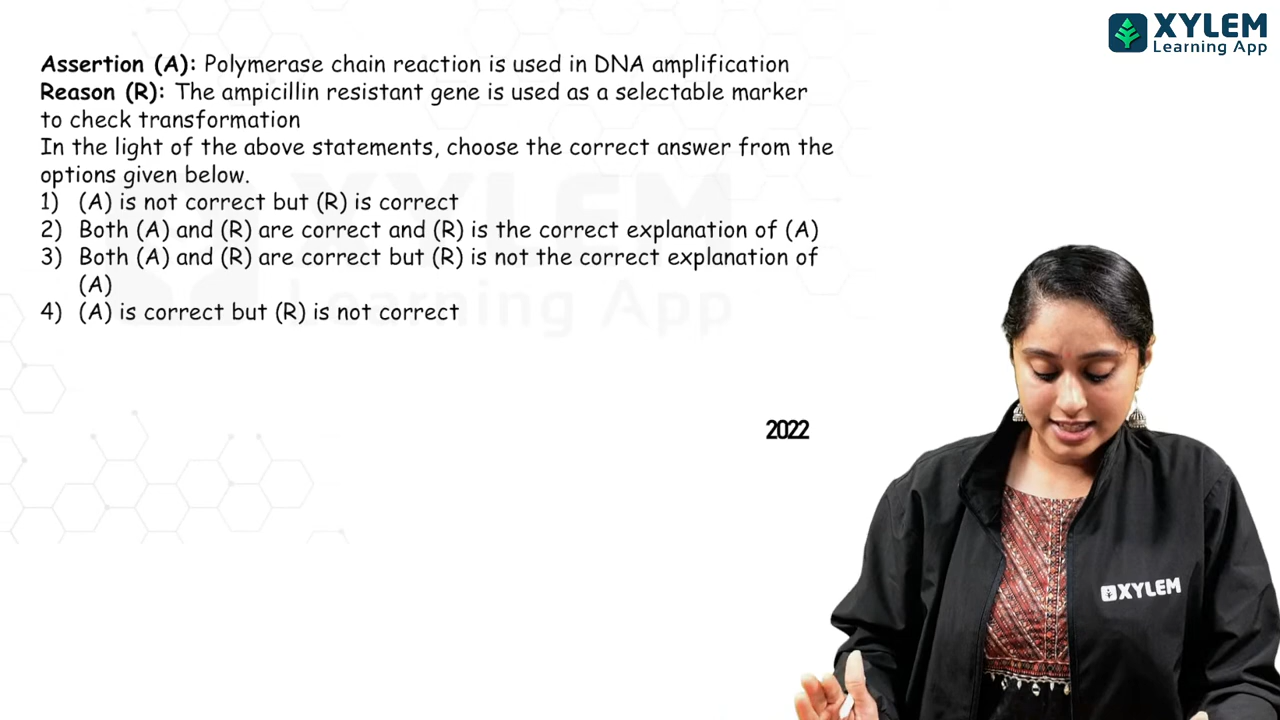 XYLEM
Learning App
Assertion (A): Polymerase chain reaction is used in DNA amplification
Reason (R): The ampicillin resistant gene is used as a selectable marker
to check transformation
In the light of the above statements, choose the correct answer from the
options given below.
1) (A) is not correct but (R) is correct
2) Both (A) and (R) are correct and (R) is the correct explanation of (A)
3) Both (A) and (R) are correct but (R) is not the correct explanation of
(A)
4) (A) is correct but (R) is not correct
XYLEM
Learning App
2022
XYLEM